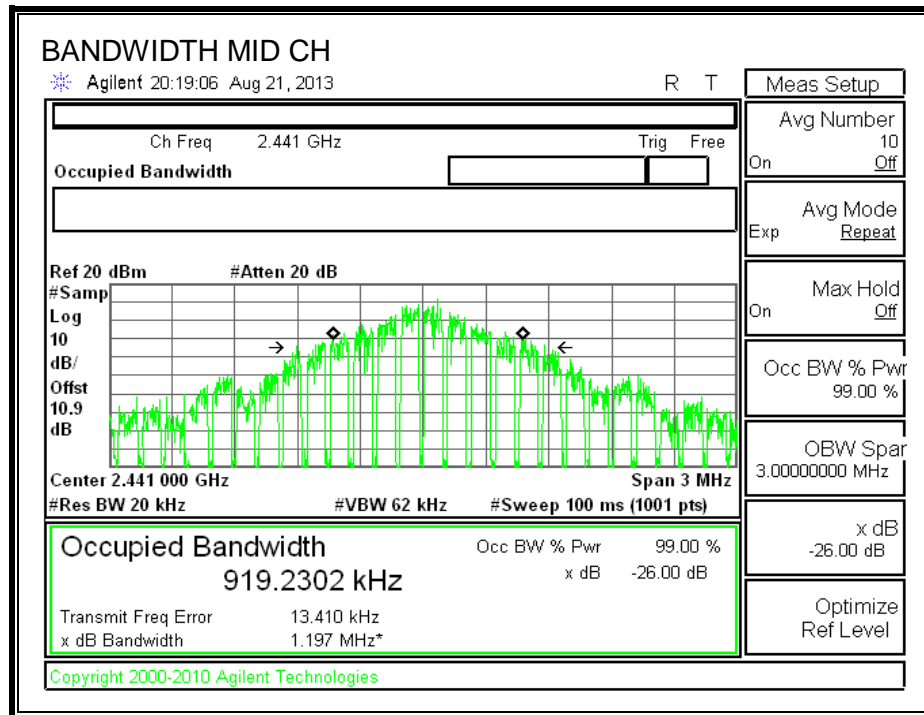 BANDWIDTH MID CH
Agilent 20:19:06 Aug 21, 2013 R T
Ch Freq 2.441 GHz Trig Free
Occupied Bandwidth
Ref 20 dBm #Atten 20 dB
#Samp
Log
10
dB/
Offst
10.9
dB
Center 2.441 000 GHz Span 3 MHz
#Res BW 20 kHz #VBW 62 kHz #Sweep 100 ms (1001 pts)
Occupied Bandwidth Occ BW % Pwr 99.00 %
919.2302 kHz x dB -26.00 dB
Transmit Freq Error 13.410 kHz
x dB Bandwidth 1.197 MHz*
Copyright 2000-2010 Agilent Technologies
Meas Setup
Avg Number
10
On Off
Avg Mode
Exp Repeat
Max Hold
On Off
Occ BW % Pwr
99.00 %
OBW Spar
3.00000000 MHz
x dB
-26.00 dB
Optimize
Ref Level